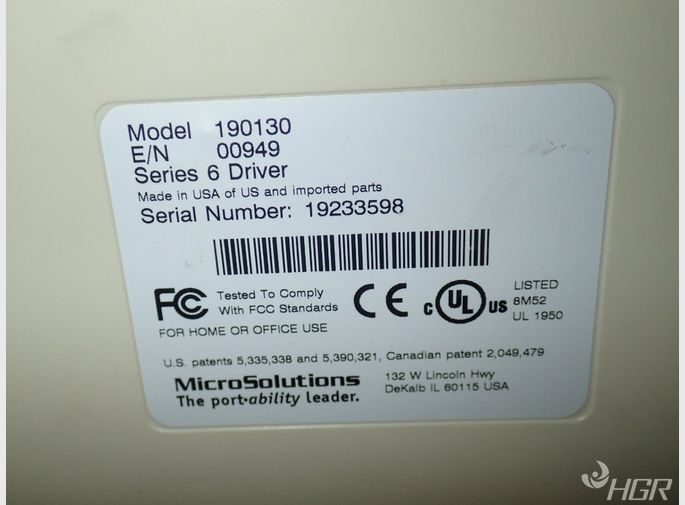 Model 190130
E/N 00949
Series 6 Driver
Made in USA of US and imported parts
Serial Number: 19233598
FC Tested To Comply
With FCC Standards
FOR HOME OR OFFICE USE
CE
c UL US
LISTED
8M52
UL 1950
U.S. patents 5,335,338 and 5,390,321, Canadian patent 2,049,479
MicroSolutions
The port·ability leader.
132 W Lincoln Hwy
DeKalb IL 60115 USA
HGR